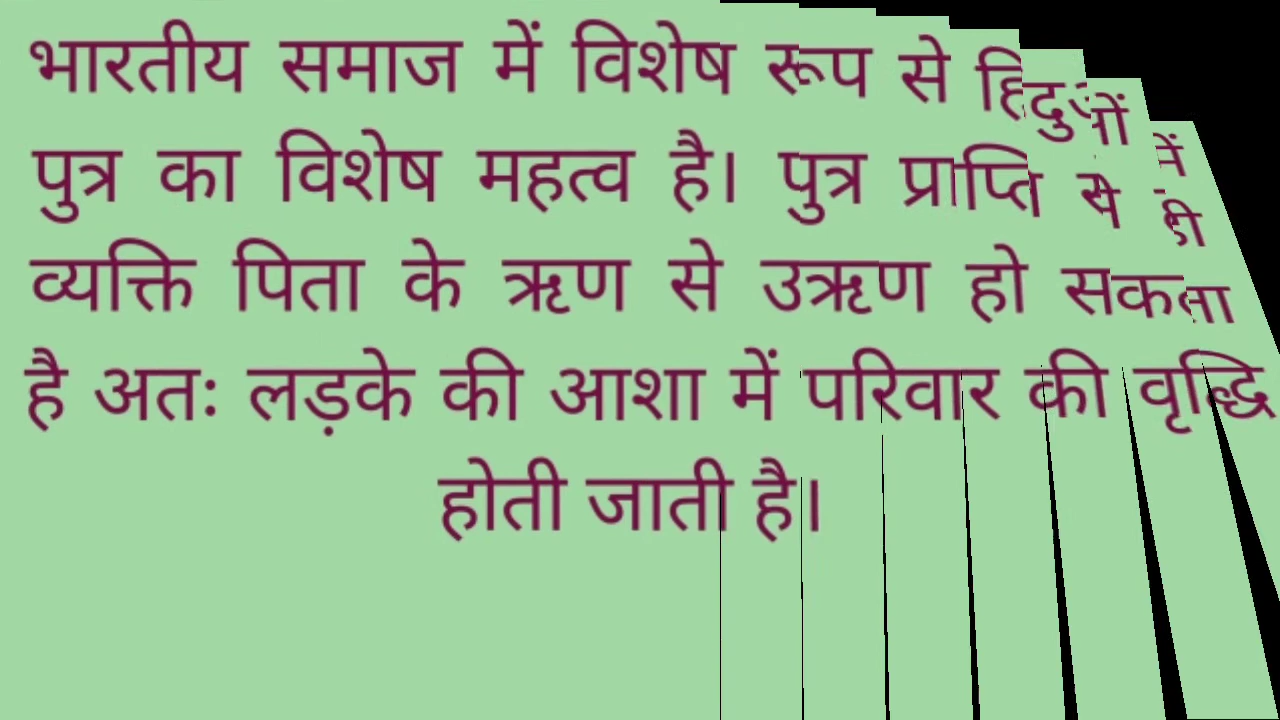 भारतीय समाज में विशेष रूप से हिदुओं में
पुत्र का विशेष महत्व है। पुत्र प्राप्ति से ही
व्यक्ति पिता के ऋण से उऋण हो सकता
है अतः लड़के की आशा में परिवार की वृद्धि
होती जाती है।